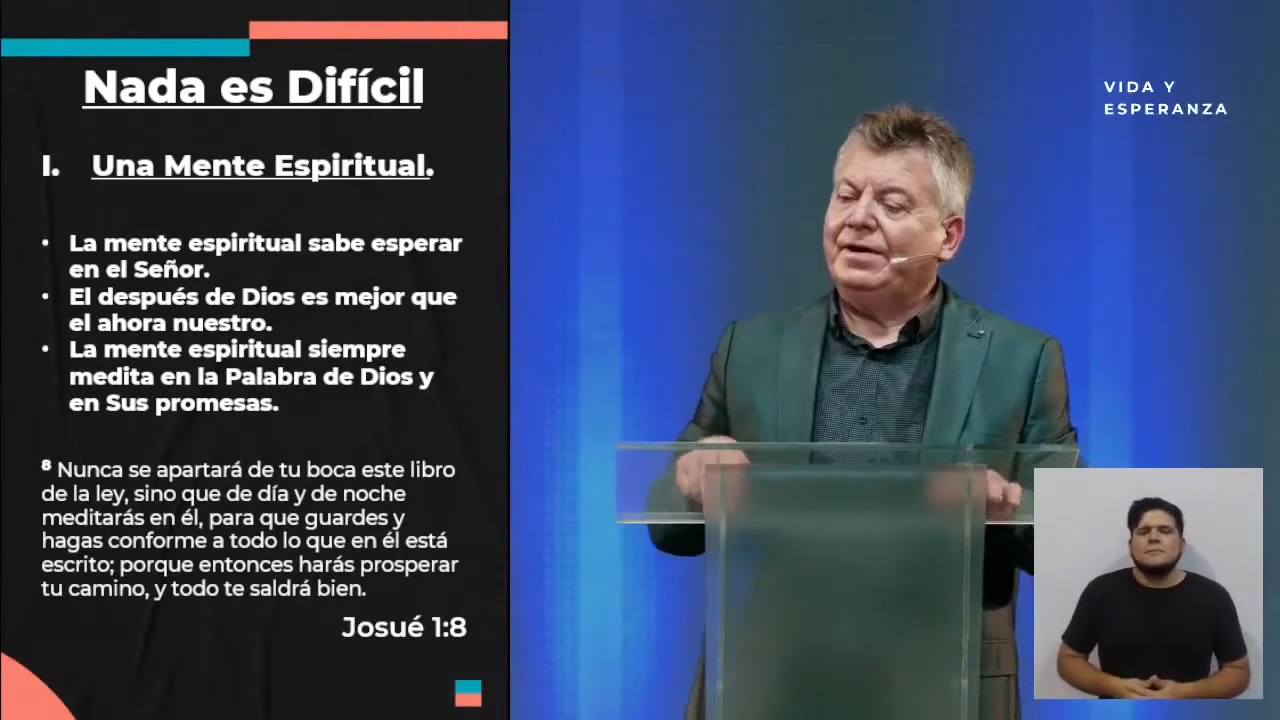 Nada es Difícil
I. Una Mente Espiritual.
• La mente espiritual sabe esperar
en el Señor.
• El después de Dios es mejor que
el ahora nuestro.
• La mente espiritual siempre
medita en la Palabra de Dios y
en Sus promesas.
⁸ Nunca se apartará de tu boca este libro
de la ley, sino que de día y de noche
meditarás en él, para que guardes y
hagas conforme a todo lo que en él está
escrito; porque entonces harás prosperar
tu camino, y todo te saldrá bien.
Josué 1:8
VIDA Y
ESPERANZA